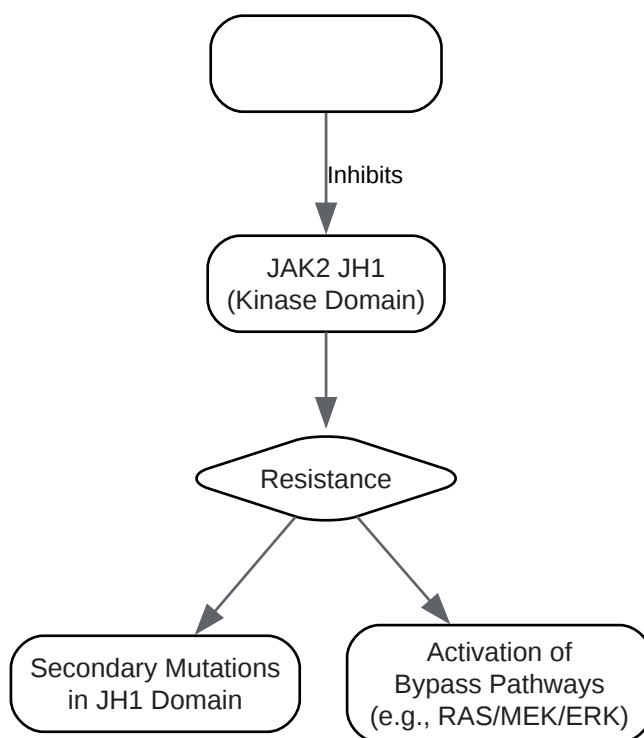 Inhibits
JAK2 JH1
(Kinase Domain)
Resistance
Secondary Mutations
in JH1 Domain
Activation of
Bypass Pathways
(e.g., RAS/MEK/ERK)